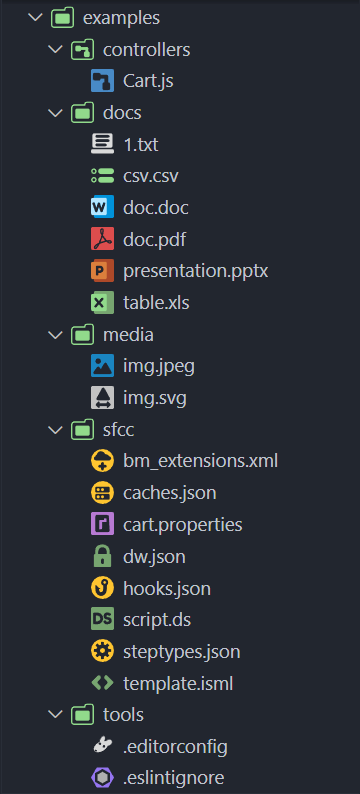 examples
controllers
Cart.js
docs
1.txt
csv.csv
W doc.doc
doc.pdf
P presentation.pptx
X table.xls
media
img.jpeg
img.svg
sfcc
bm_extensions.xml
caches.json
r cart.properties
dw.json
hooks.json
DS script.ds
steptypes.json
template.isml
tools
.editorconfig
.eslintignore